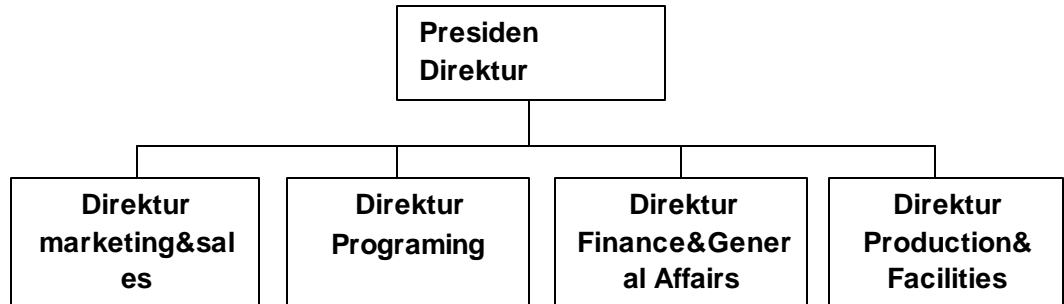 Presiden
Direktur
Direktur
marketing&sal
es
Direktur
Programing
Direktur
Finance&Gener
al Affairs
Direktur
Production&
Facilities